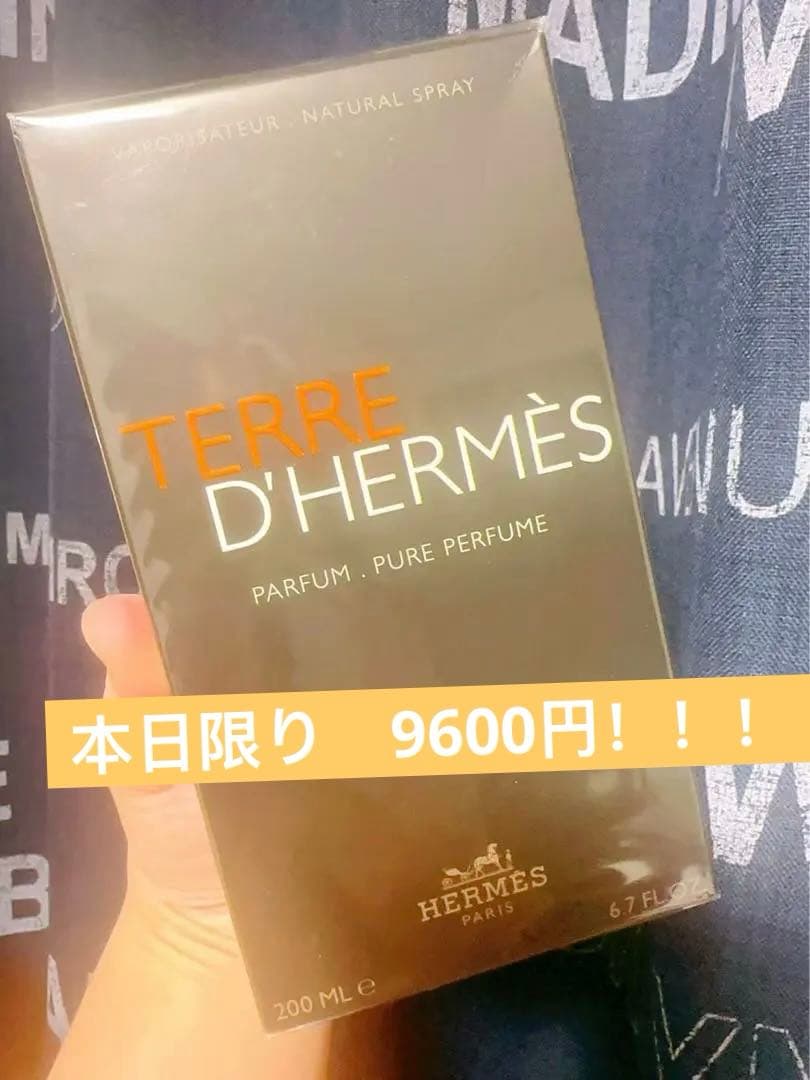 VAPORISATEUR . NATURAL SPRAY
TERRE
D'HERMÈS
PARFUM . PURE PERFUME
本日限り　9600円！！！
HERMÈS
PARIS
6.7 FL.OZ.
200 ML ℮